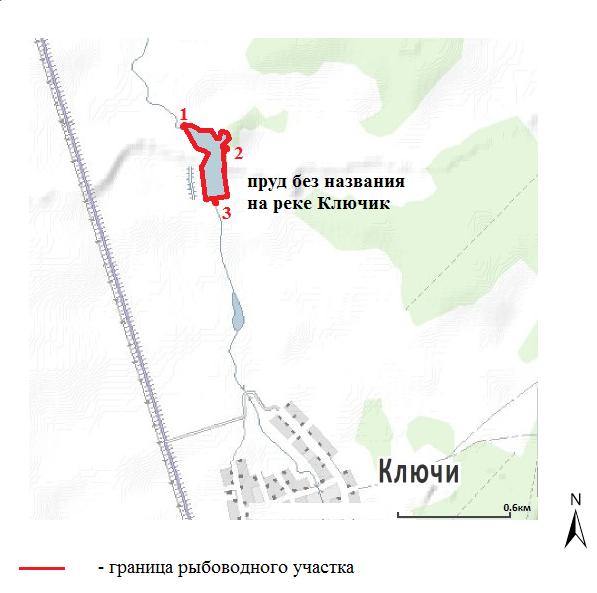 1
2
пруд без названия
на реке Ключик
3
Ключи
0.6км
N
- граница рыбоводного участка